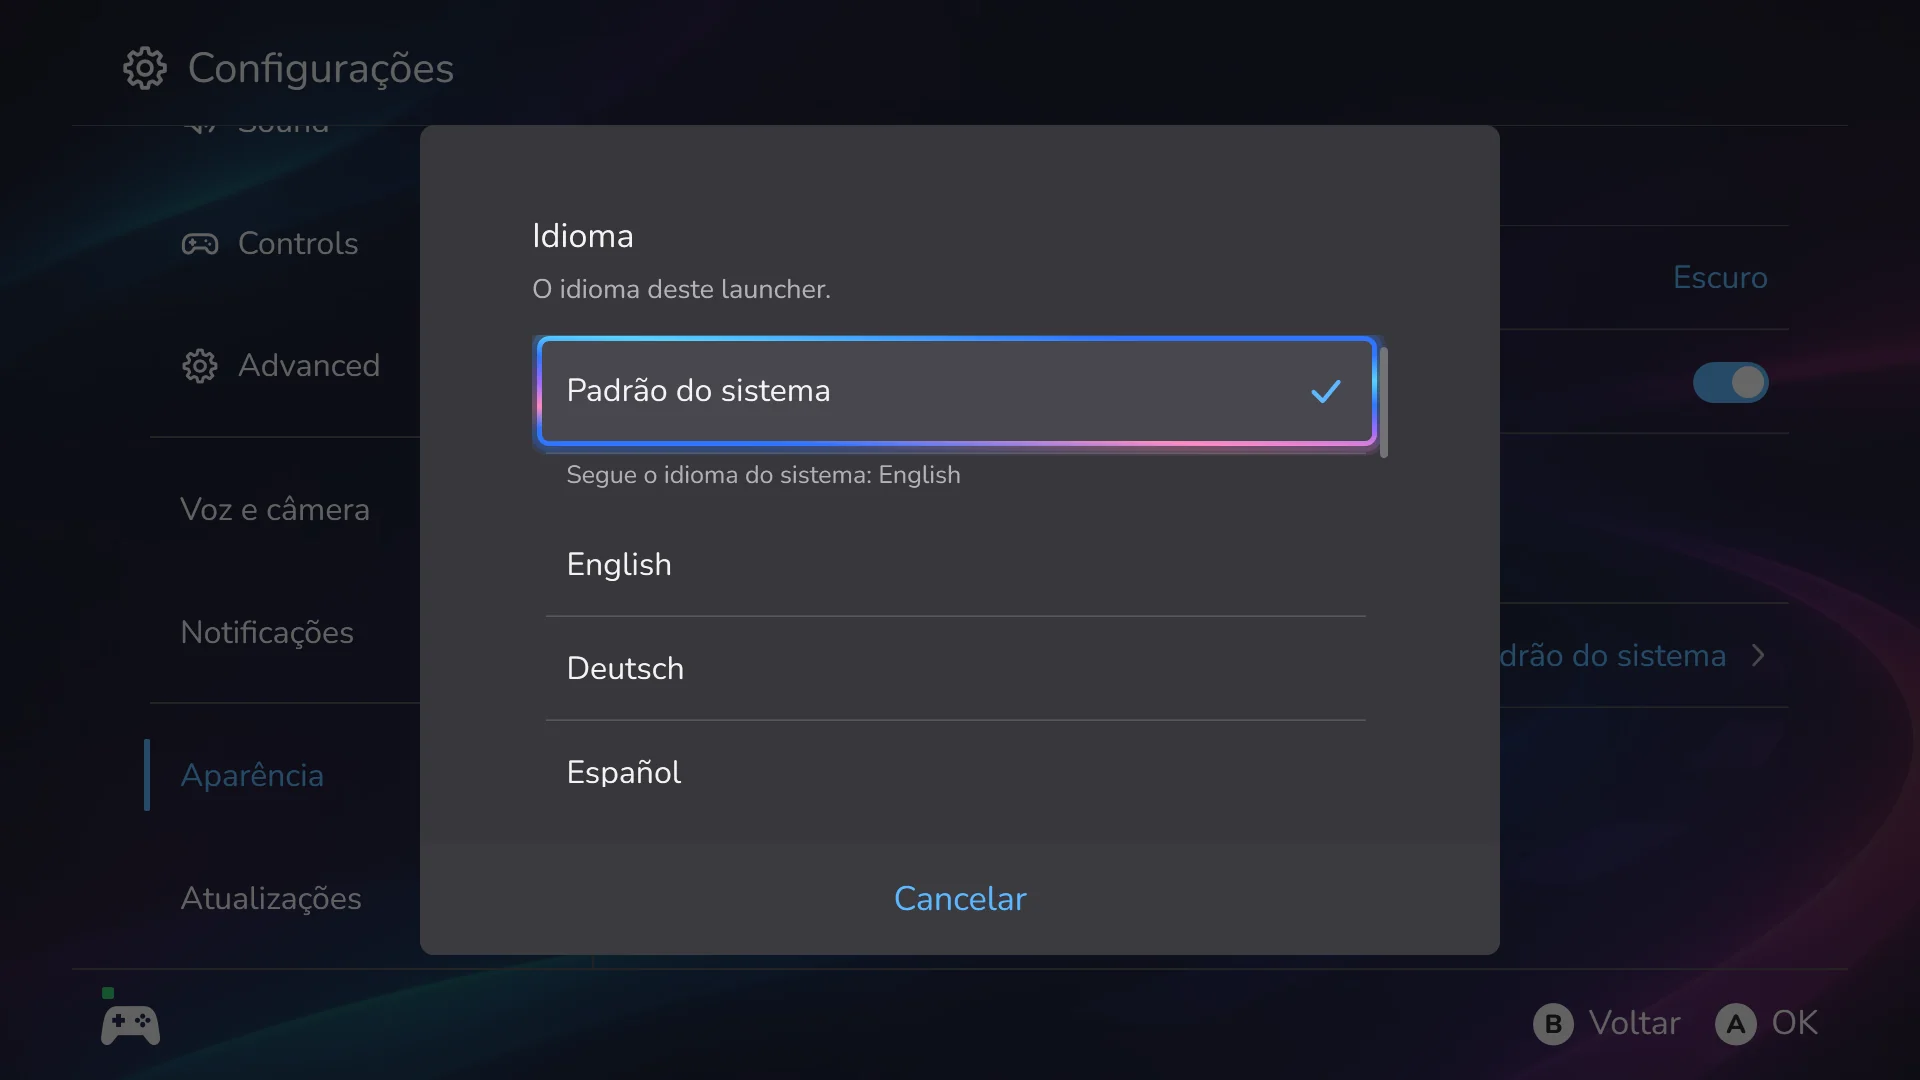 Configurações
Sound
Controls
Advanced
Voz e câmera
Notificações
Aparência
Atualizações
Idioma
O idioma deste launcher.
Padrão do sistema
Segue o idioma do sistema: English
English
Deutsch
Español
Cancelar
Escuro
drão do sistema
B Voltar
A OK